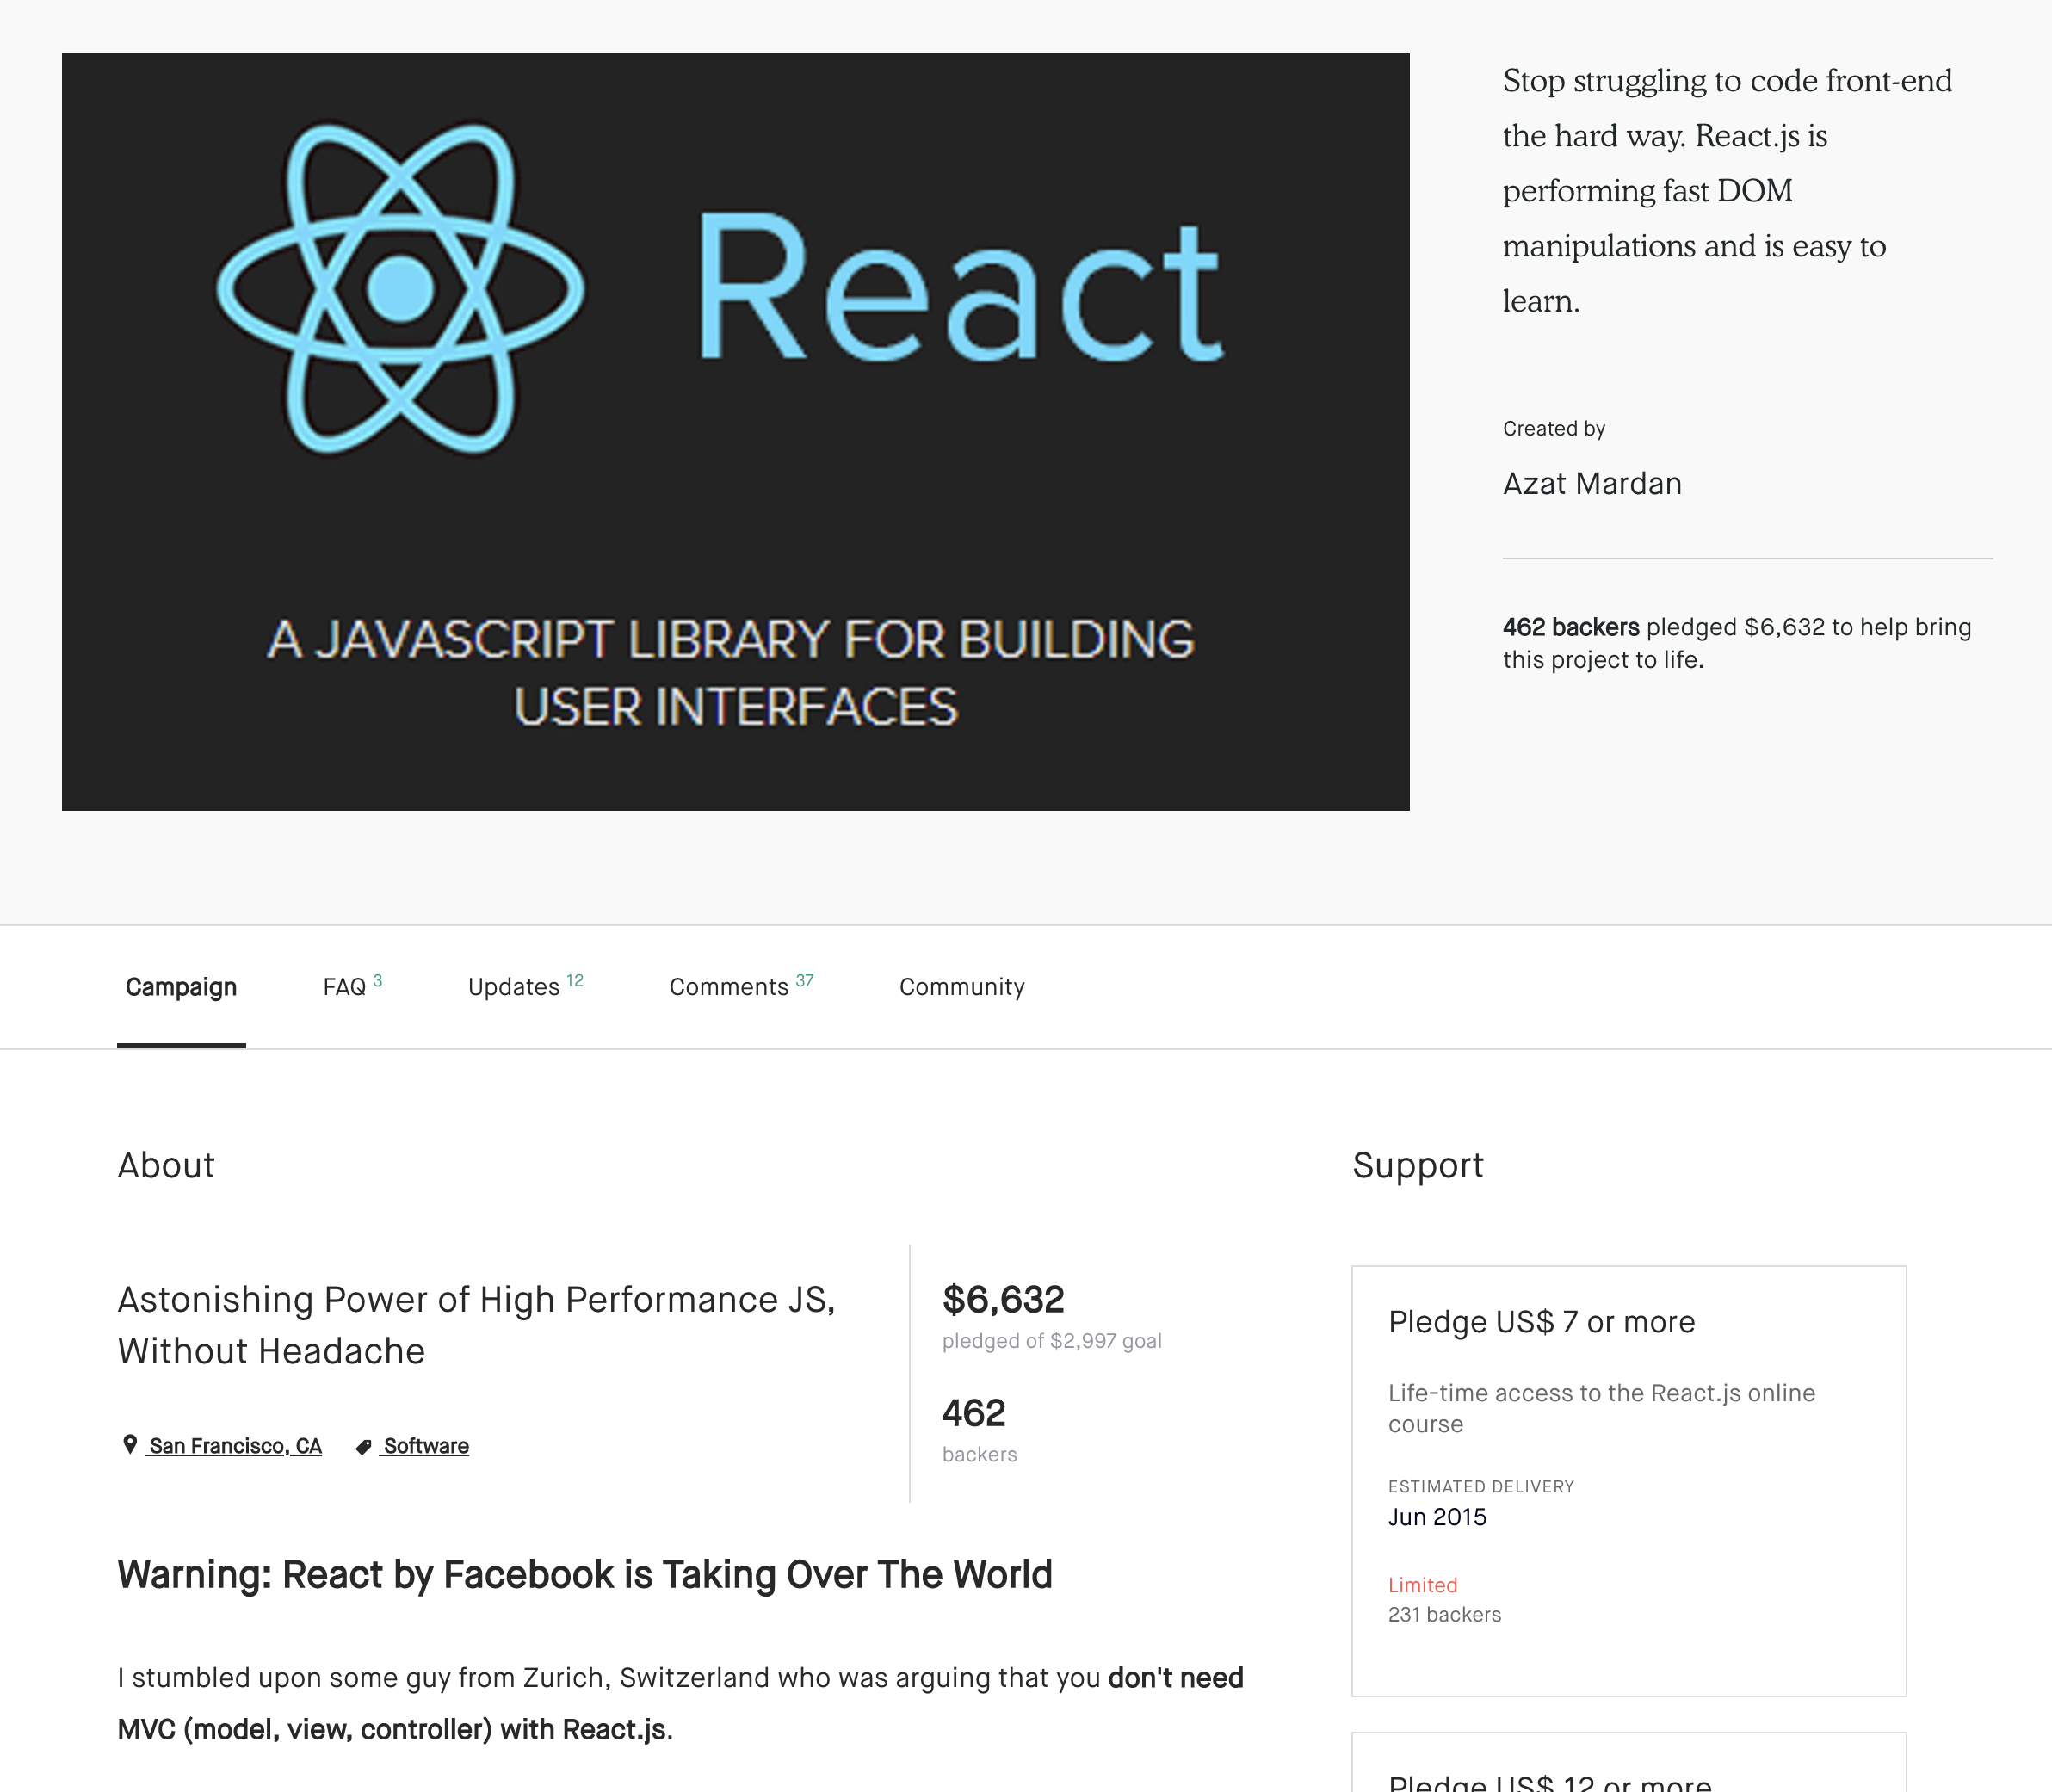 React
A JAVASCRIPT LIBRARY FOR BUILDING
USER INTERFACES
Stop struggling to code front-end
the hard way. React.js is
performing fast DOM
manipulations and is easy to
learn.
Created by
Azat Mardan
462 backers pledged $6,632 to help bring
this project to life.
Campaign FAQ 3 Updates 12 Comments 37 Community
About
Astonishing Power of High Performance JS,
Without Headache
San Francisco, CA Software
$6,632
pledged of $2,997 goal
462
backers
Warning: React by Facebook is Taking Over The World
I stumbled upon some guy from Zurich, Switzerland who was arguing that you don't need
MVC (model, view, controller) with React.js.
Support
Pledge US$ 7 or more
Life-time access to the React.js online
course
ESTIMATED DELIVERY
Jun 2015
Limited
231 backers
Pledge US$ 12 or more